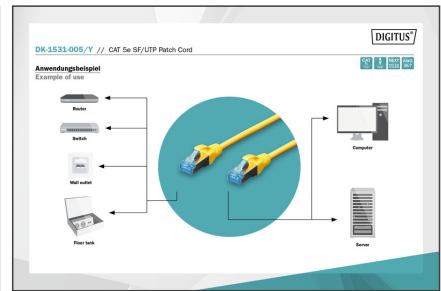 DIGITUS®
DK-1531-005/Y // CAT 5e SF/UTP Patch Cord
Anwendungsbeispiel
Example of use
Router
Switch
Wall outlet
Floor tank
Computer
Server